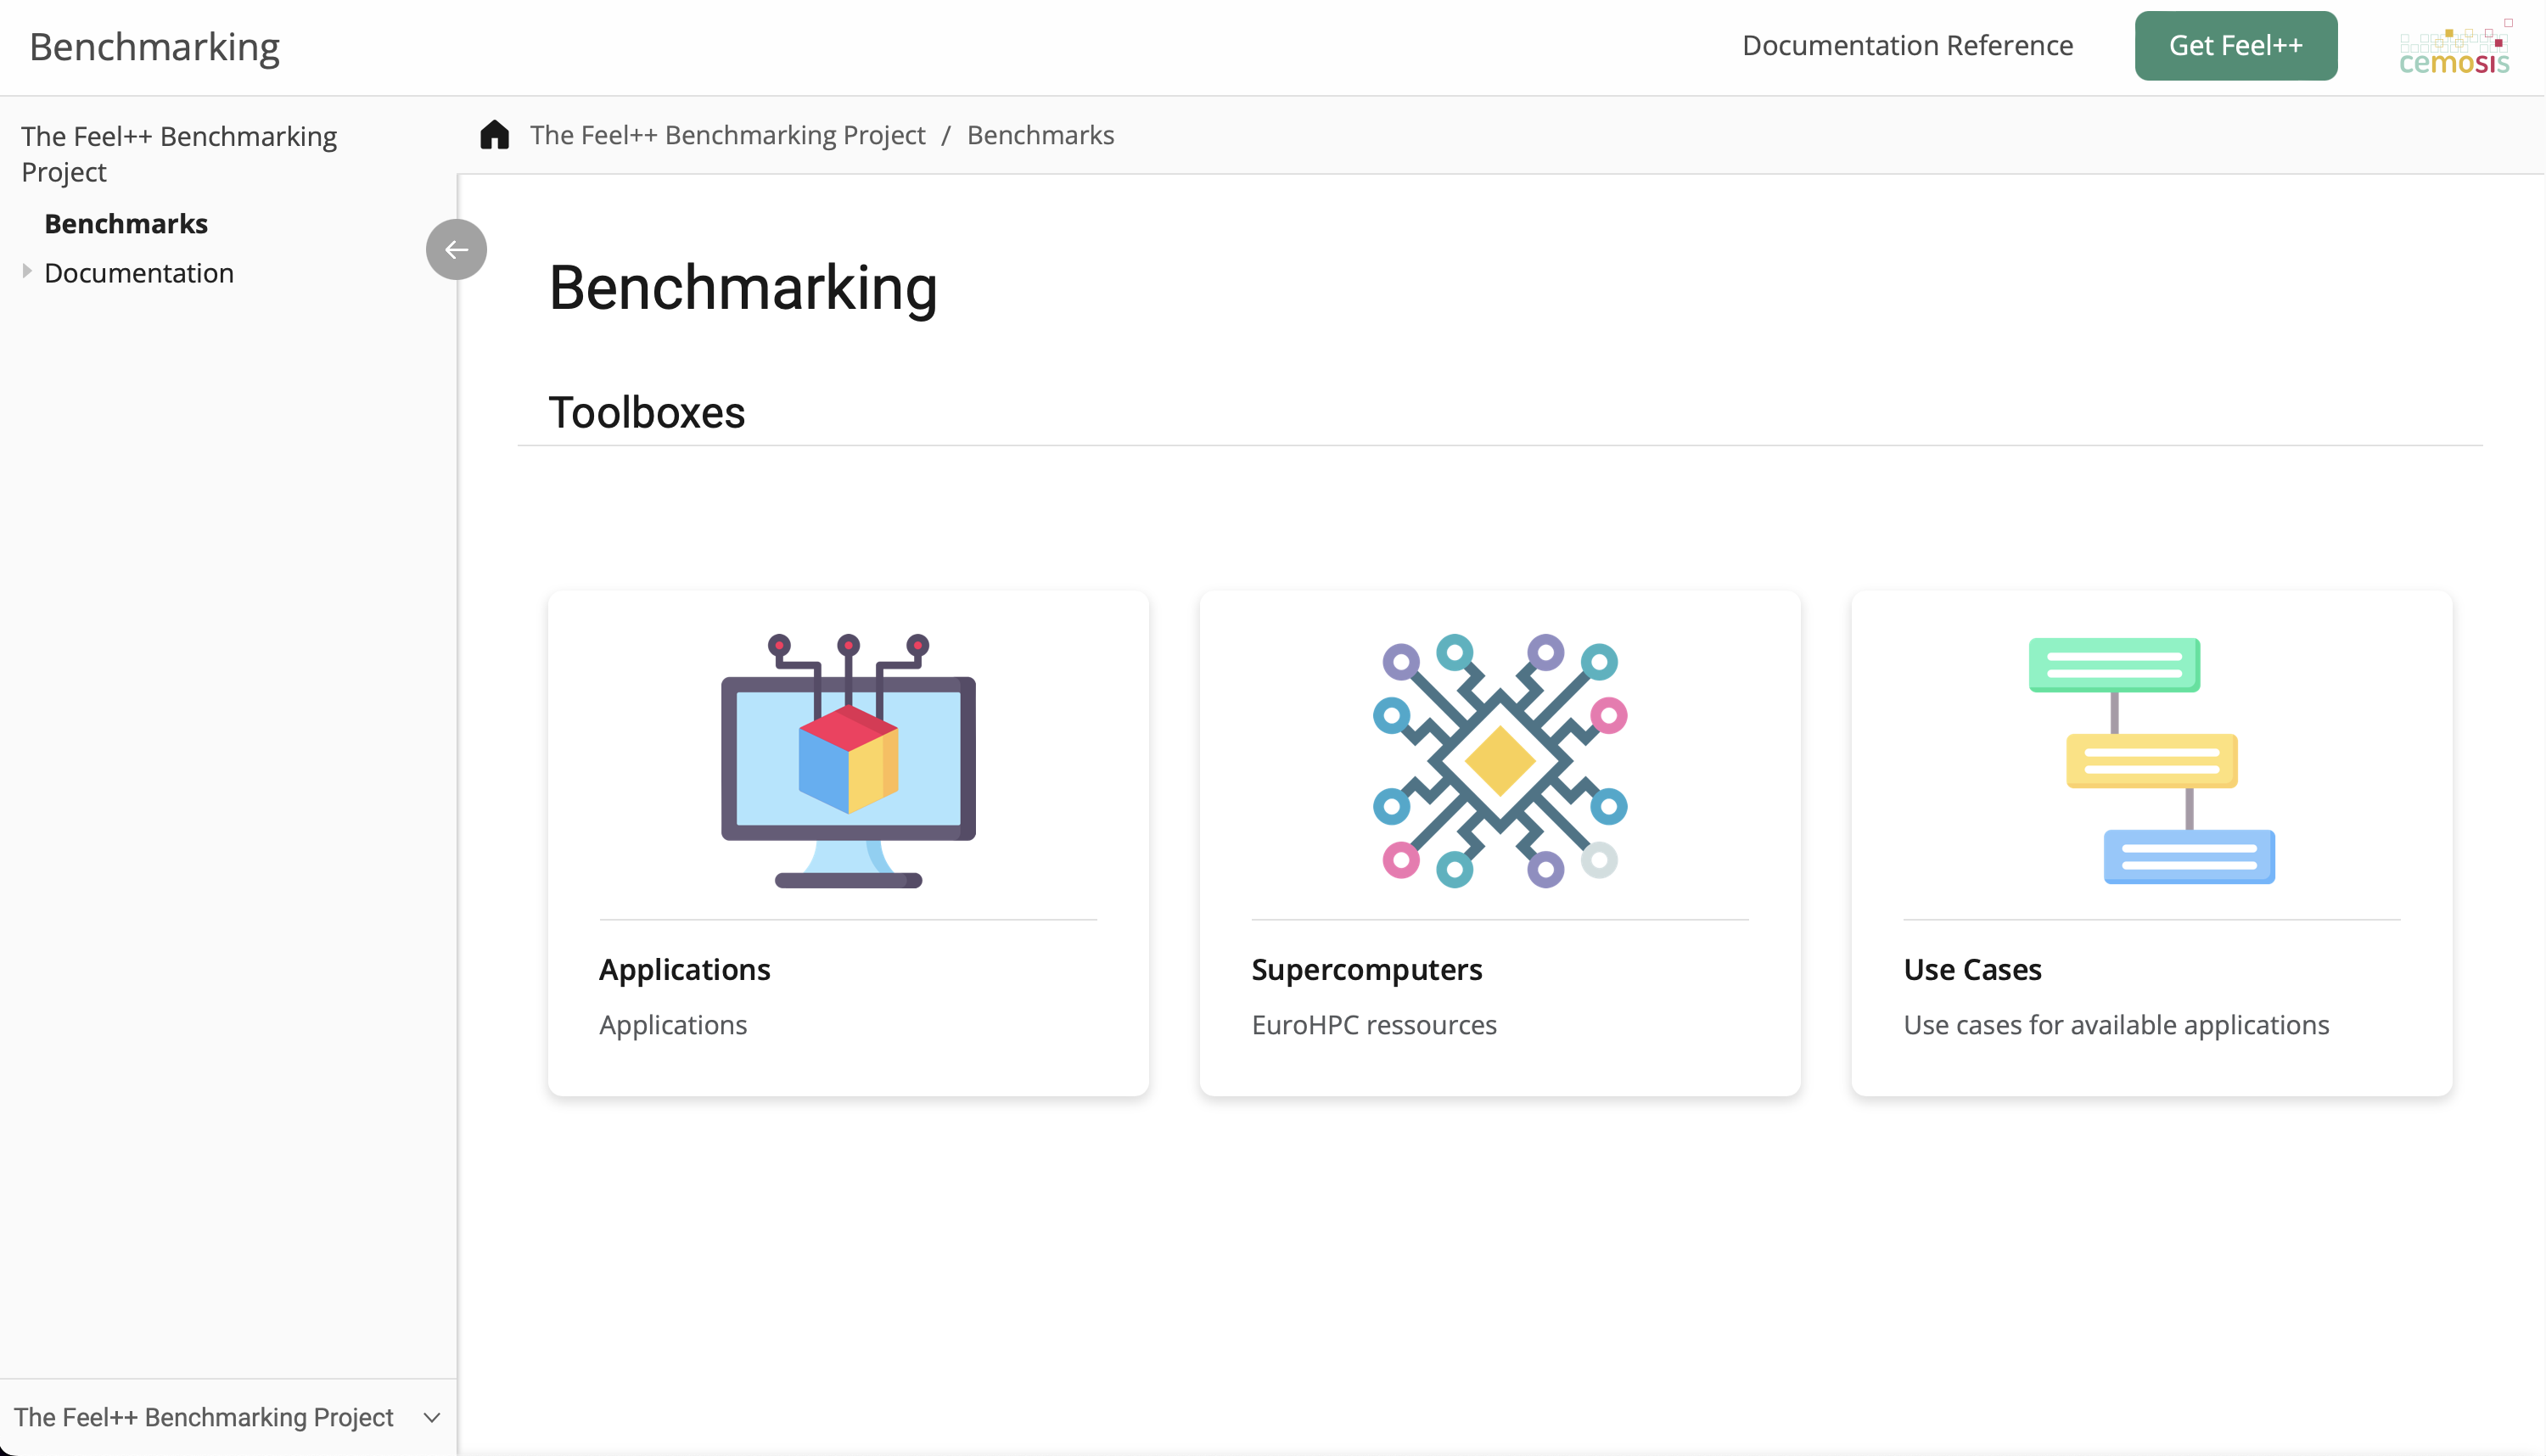 Benchmarking
Documentation Reference
Get Feel++
cemosis
The Feel++ Benchmarking
Project
Benchmarks
Documentation
The Feel++ Benchmarking Project / Benchmarks
Benchmarking
Toolboxes
Applications
Applications
Supercomputers
EuroHPC ressources
Use Cases
Use cases for available applications
The Feel++ Benchmarking Project